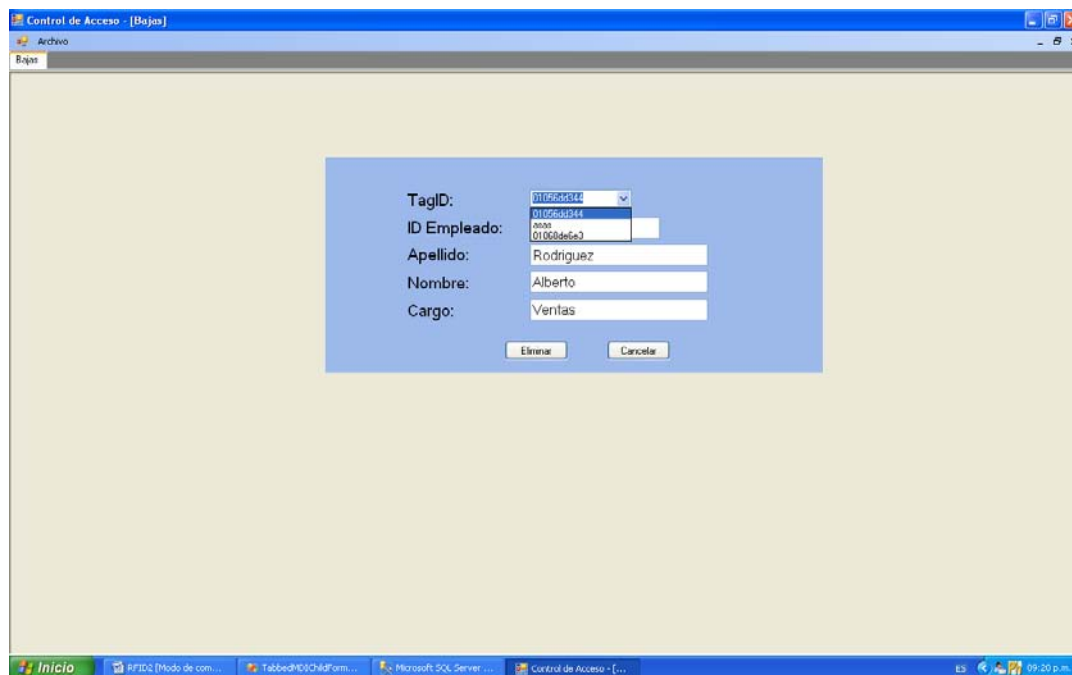 Control de Acceso - [Bajas]
Archivo
Bajas
TagID:
01056dd344
01056dd344
asas
01060de6e3
ID Empleado:
Apellido:
Rodriguez
Nombre:
Alberto
Cargo:
Ventas
Eliminar
Cancelar
Inicio
RFID2 [Modo de com...
TabbedMDIChildForm...
Microsoft SQL Server ...
Control de Acceso - [...
ES
09:20 p.m.